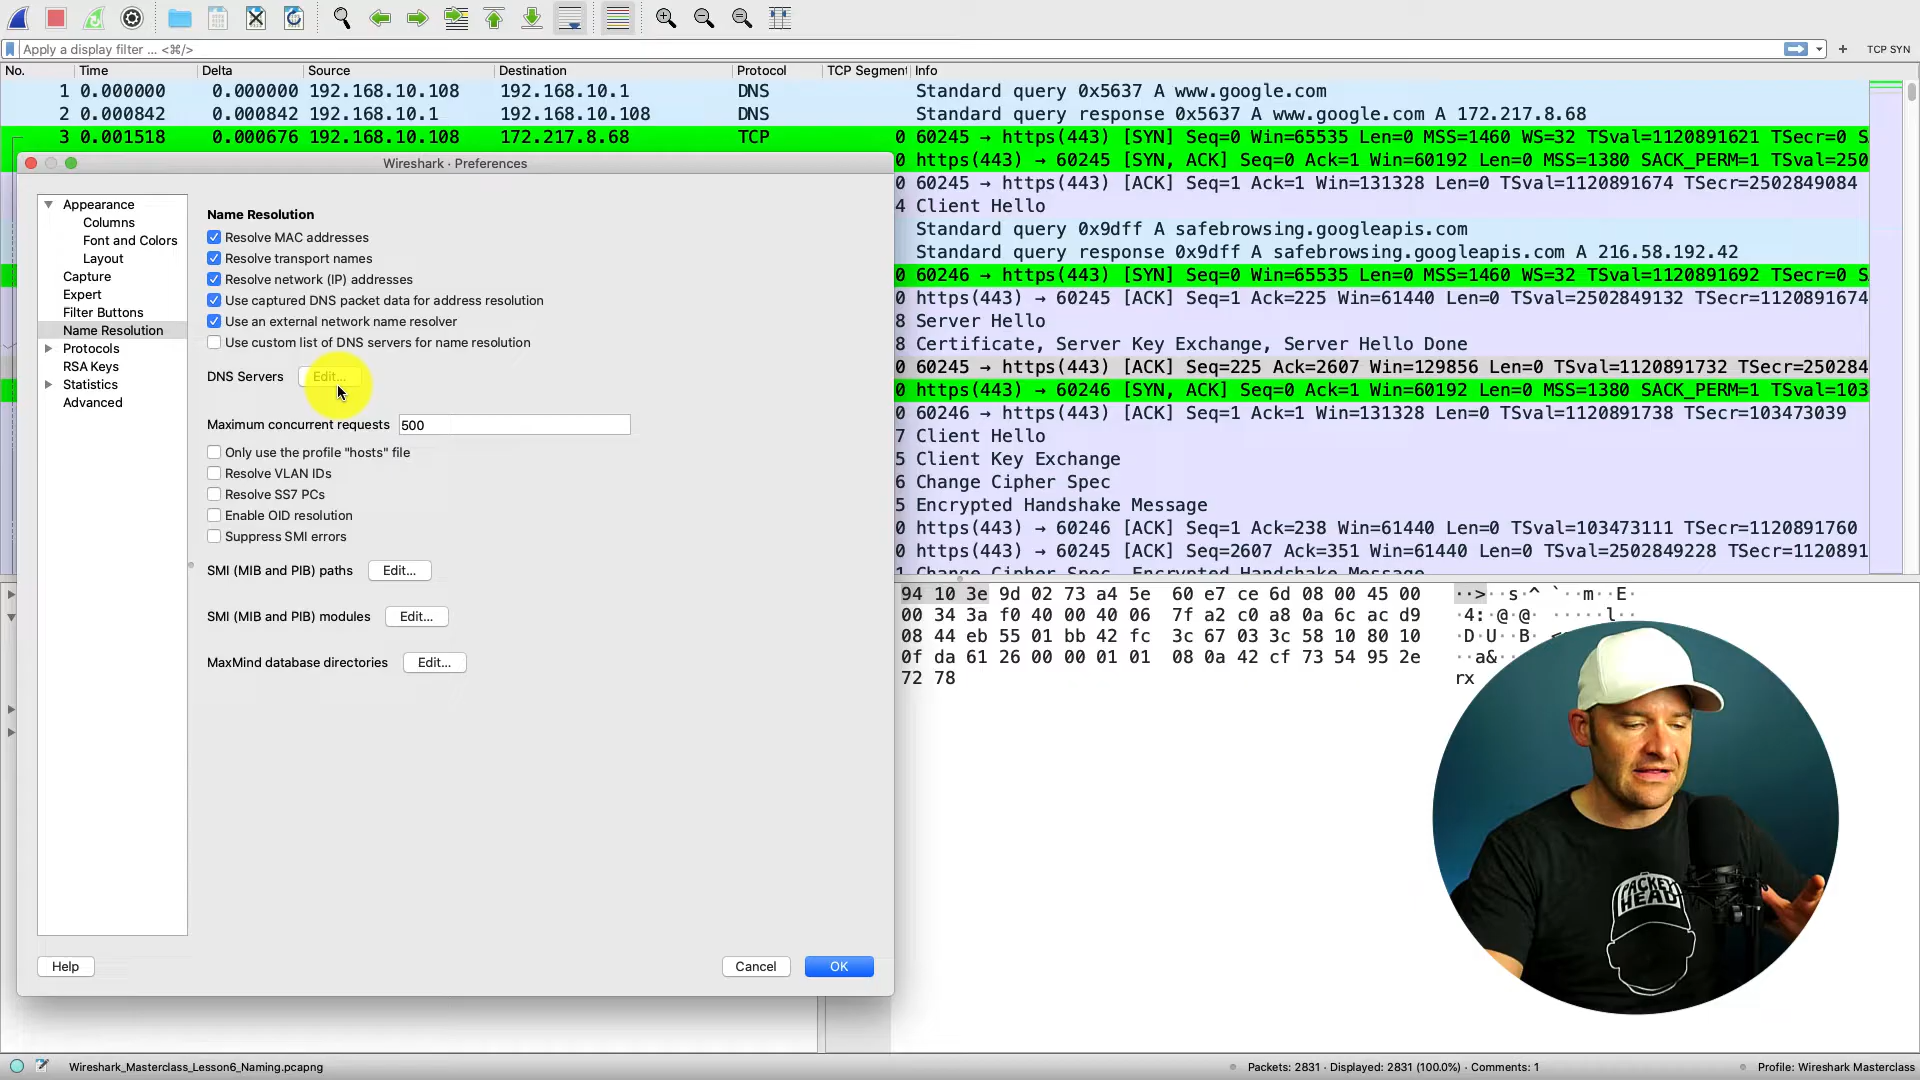 Apply a display filter ... <⌘/>
+ TCP SYN
No. Time Delta Source Destination Protocol TCP Segment Info
1 0.000000 0.000000 192.168.10.108 192.168.10.1 DNS Standard query 0x5637 A www.google.com
2 0.000842 0.000842 192.168.10.1 192.168.10.108 DNS Standard query response 0x5637 A www.google.com A 172.217.8.68
3 0.001518 0.000676 192.168.10.108 172.217.8.68 TCP 0 60245 → https(443) [SYN] Seq=0 Win=65535 Len=0 MSS=1460 WS=32 TSval=1120891621 TSecr=0 S
0 https(443) → 60245 [SYN, ACK] Seq=0 Ack=1 Win=60192 Len=0 MSS=1380 SACK_PERM=1 TSval=250
0 60245 → https(443) [ACK] Seq=1 Ack=1 Win=131328 Len=0 TSval=1120891674 TSecr=2502849084
4 Client Hello
Standard query 0x9dff A safebrowsing.googleapis.com
Standard query response 0x9dff A safebrowsing.googleapis.com A 216.58.192.42
0 60246 → https(443) [SYN] Seq=0 Win=65535 Len=0 MSS=1460 WS=32 TSval=1120891692 TSecr=0 S
0 https(443) → 60245 [ACK] Seq=1 Ack=225 Win=61440 Len=0 TSval=2502849132 TSecr=1120891674
8 Server Hello
8 Certificate, Server Key Exchange, Server Hello Done
0 60245 → https(443) [ACK] Seq=225 Ack=2607 Win=129856 Len=0 TSval=1120891732 TSecr=250284
0 https(443) → 60246 [SYN, ACK] Seq=0 Ack=1 Win=60192 Len=0 MSS=1380 SACK_PERM=1 TSval=103
0 60246 → https(443) [ACK] Seq=1 Ack=1 Win=131328 Len=0 TSval=1120891738 TSecr=103473039
7 Client Hello
5 Client Key Exchange
6 Change Cipher Spec
5 Encrypted Handshake Message
0 https(443) → 60246 [ACK] Seq=1 Ack=238 Win=61440 Len=0 TSval=103473111 TSecr=1120891760
0 https(443) → 60245 [ACK] Seq=2607 Ack=351 Win=61440 Len=0 TSval=2502849228 TSecr=1120891
1 Change Cipher Spec, Encrypted Handshake Message
Wireshark · Preferences
Appearance
Columns
Font and Colors
Layout
Capture
Expert
Filter Buttons
Name Resolution
Protocols
RSA Keys
Statistics
Advanced
Name Resolution
Resolve MAC addresses
Resolve transport names
Resolve network (IP) addresses
Use captured DNS packet data for address resolution
Use an external network name resolver
Use custom list of DNS servers for name resolution
DNS Servers Edit...
Maximum concurrent requests 500
Only use the profile "hosts" file
Resolve VLAN IDs
Resolve SS7 PCs
Enable OID resolution
Suppress SMI errors
SMI (MIB and PIB) paths Edit...
SMI (MIB and PIB) modules Edit...
MaxMind database directories Edit...
Help Cancel OK
94 10 3e 9d 02 73 a4 5e 60 e7 ce 6d 08 00 45 00 ··>··s·^ `··m··E·
00 34 3a f0 40 00 40 06 7f a2 c0 a8 0a 6c ac d9 ·4:·@·@· ·····l··
08 44 eb 55 01 bb 42 fc 3c 67 03 3c 58 10 80 10 ·D·U··B·
0f da 61 26 00 00 01 01 08 0a 42 cf 73 54 95 2e ··a&
72 78 rx
PACKET
HEAD
Wireshark_Masterclass_Lesson6_Naming.pcapng
Packets: 2831 · Displayed: 2831 (100.0%) · Comments: 1
Profile: Wireshark Masterclass